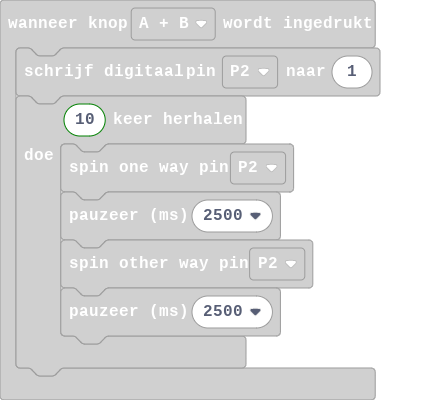 wanneer knop A + B wordt ingedrukt
schrijf digitaalpin P2 naar 1
10 keer herhalen
doe
spin one way pin P2
pauzeer (ms) 2500
spin other way pin P2
pauzeer (ms) 2500